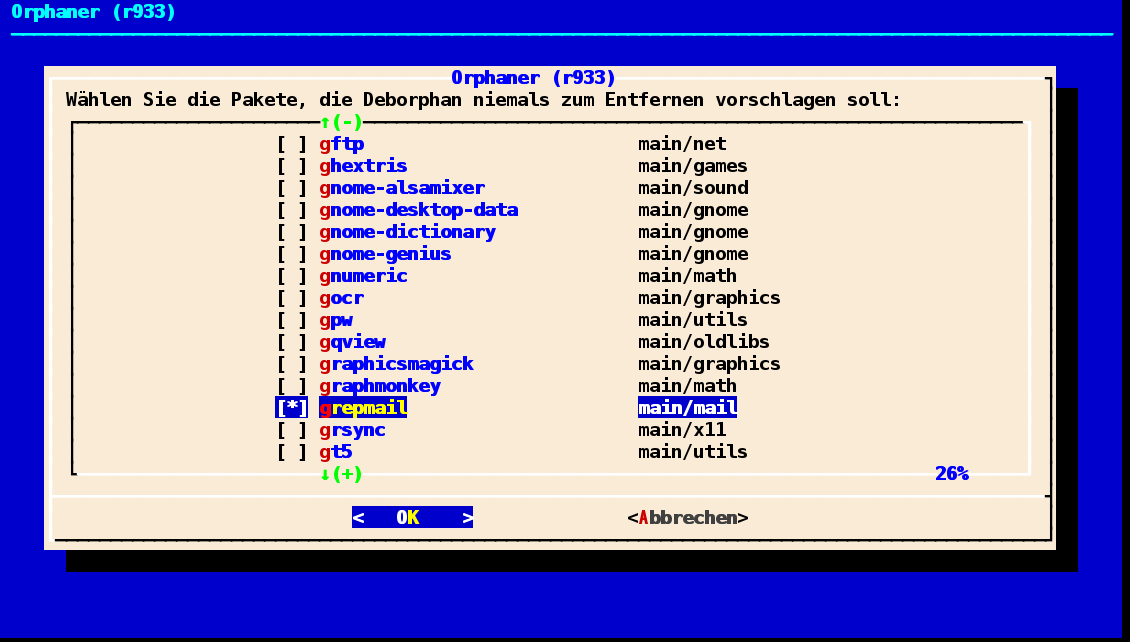 Orphaner (r933)
Orphaner (r933)
Wählen Sie die Pakete, die Deborphan niemals zum Entfernen vorschlagen soll:
↑(-)
[ ] gftp main/net
[ ] ghextris main/games
[ ] gnome-alsamixer main/sound
[ ] gnome-desktop-data main/gnome
[ ] gnome-dictionary main/gnome
[ ] gnome-genius main/gnome
[ ] gnumeric main/math
[ ] gocr main/graphics
[ ] gpw main/utils
[ ] gqview main/oldlibs
[ ] graphicsmagick main/graphics
[ ] graphmonkey main/math
[*] grepmail main/mail
[ ] grsync main/x11
[ ] gt5 main/utils
↓(+) 26%
< OK > <Abbrechen>